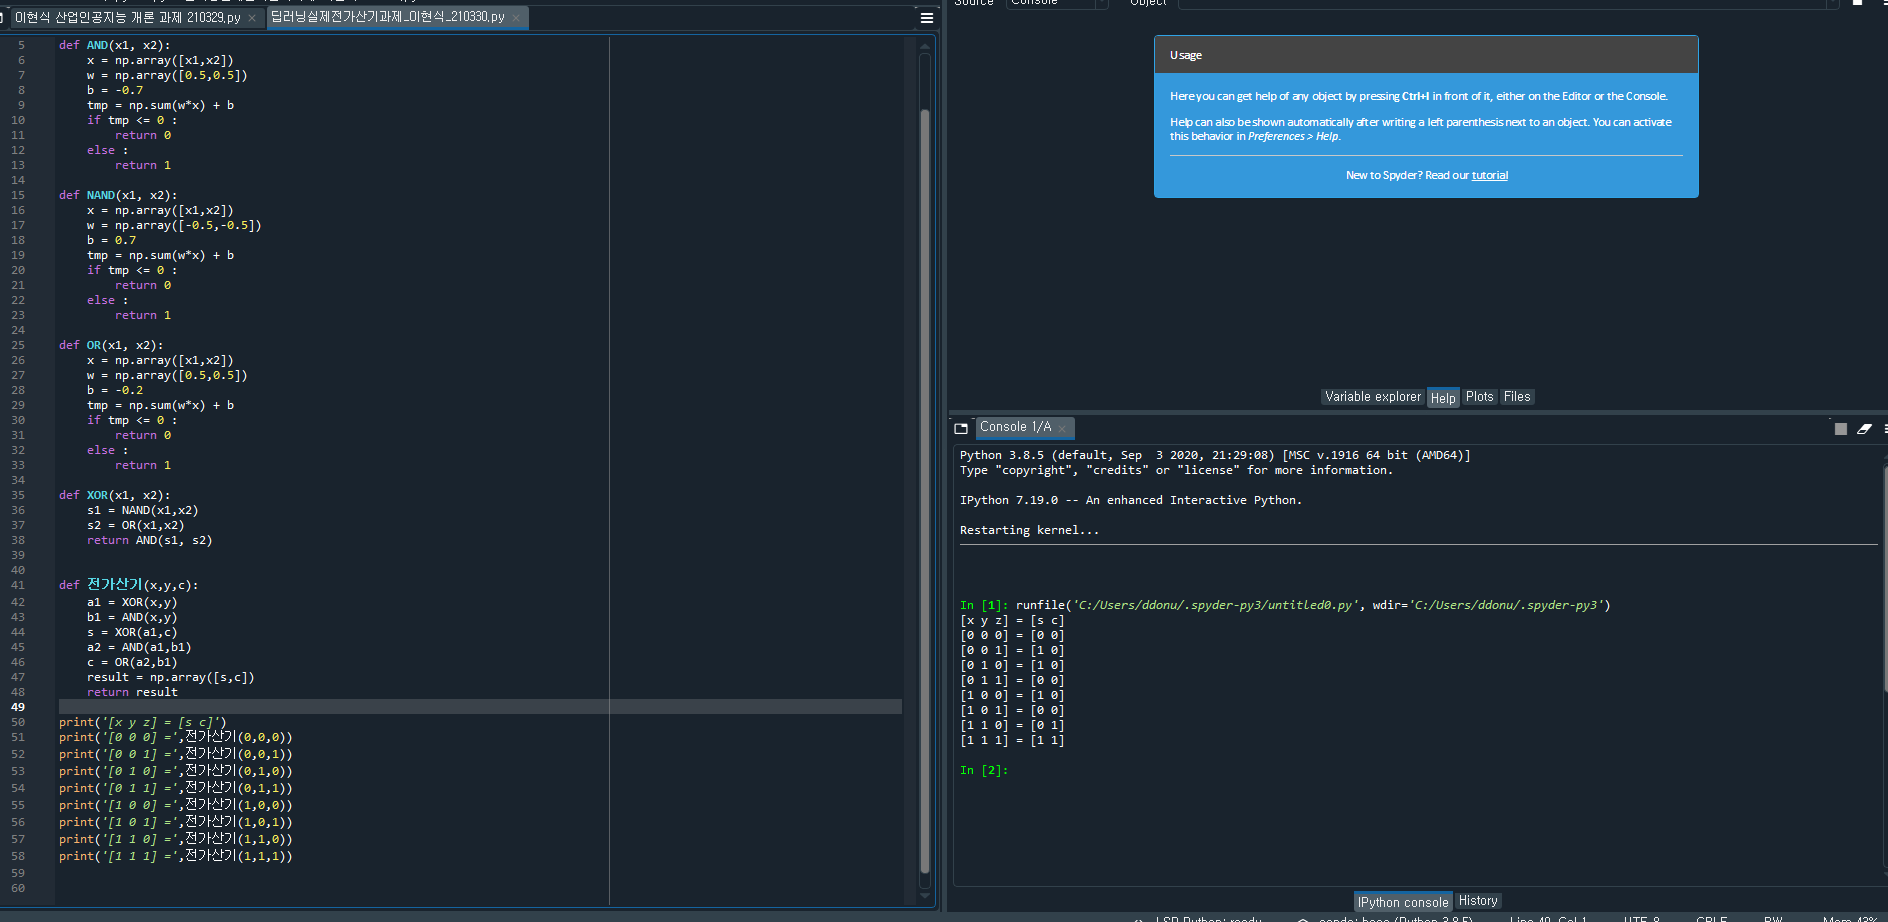 Source Console Object
이현식 산업인공지능 개론 과제 210329.py
딥러닝실제전가산기과제_이현식_210330.py
5 def AND(x1, x2):
6 x = np.array([x1,x2])
7 w = np.array([0.5,0.5])
8 b = -0.7
9 tmp = np.sum(w*x) + b
10 if tmp <= 0 :
11 return 0
12 else :
13 return 1
14
15 def NAND(x1, x2):
16 x = np.array([x1,x2])
17 w = np.array([-0.5,-0.5])
18 b = 0.7
19 tmp = np.sum(w*x) + b
20 if tmp <= 0 :
21 return 0
22 else :
23 return 1
24
25 def OR(x1, x2):
26 x = np.array([x1,x2])
27 w = np.array([0.5,0.5])
28 b = -0.2
29 tmp = np.sum(w*x) + b
30 if tmp <= 0 :
31 return 0
32 else :
33 return 1
34
35 def XOR(x1, x2):
36 s1 = NAND(x1,x2)
37 s2 = OR(x1,x2)
38 return AND(s1, s2)
39
40
41 def 전가산기(x,y,c):
42 a1 = XOR(x,y)
43 b1 = AND(x,y)
44 s = XOR(a1,c)
45 a2 = AND(a1,b1)
46 c = OR(a2,b1)
47 result = np.array([s,c])
48 return result
49
50 print('[x y z] = [s c]')
51 print('[0 0 0] =',전가산기(0,0,0))
52 print('[0 0 1] =',전가산기(0,0,1))
53 print('[0 1 0] =',전가산기(0,1,0))
54 print('[0 1 1] =',전가산기(0,1,1))
55 print('[1 0 0] =',전가산기(1,0,0))
56 print('[1 0 1] =',전가산기(1,0,1))
57 print('[1 1 0] =',전가산기(1,1,0))
58 print('[1 1 1] =',전가산기(1,1,1))
59
60
Usage
Here you can get help of any object by pressing Ctrl+I in front of it, either on the Editor or the Console.
Help can also be shown automatically after writing a left parenthesis next to an object. You can activate
this behavior in Preferences > Help.
New to Spyder? Read our tutorial
Variable explorer Help Plots Files
Console 1/A
Python 3.8.5 (default, Sep 3 2020, 21:29:08) [MSC v.1916 64 bit (AMD64)]
Type "copyright", "credits" or "license" for more information.
IPython 7.19.0 -- An enhanced Interactive Python.
Restarting kernel...
In [1]: runfile('C:/Users/ddonu/.spyder-py3/untitled0.py', wdir='C:/Users/ddonu/.spyder-py3')
[x y z] = [s c]
[0 0 0] = [0 0]
[0 0 1] = [1 0]
[0 1 0] = [1 0]
[0 1 1] = [0 0]
[1 0 0] = [1 0]
[1 0 1] = [0 0]
[1 1 0] = [0 1]
[1 1 1] = [1 1]
In [2]:
IPython console History
LSP Python: ready conda: base (Python 3.8.5) Line 49, Col 1 UTF-8 CRLF RW Mem 43%